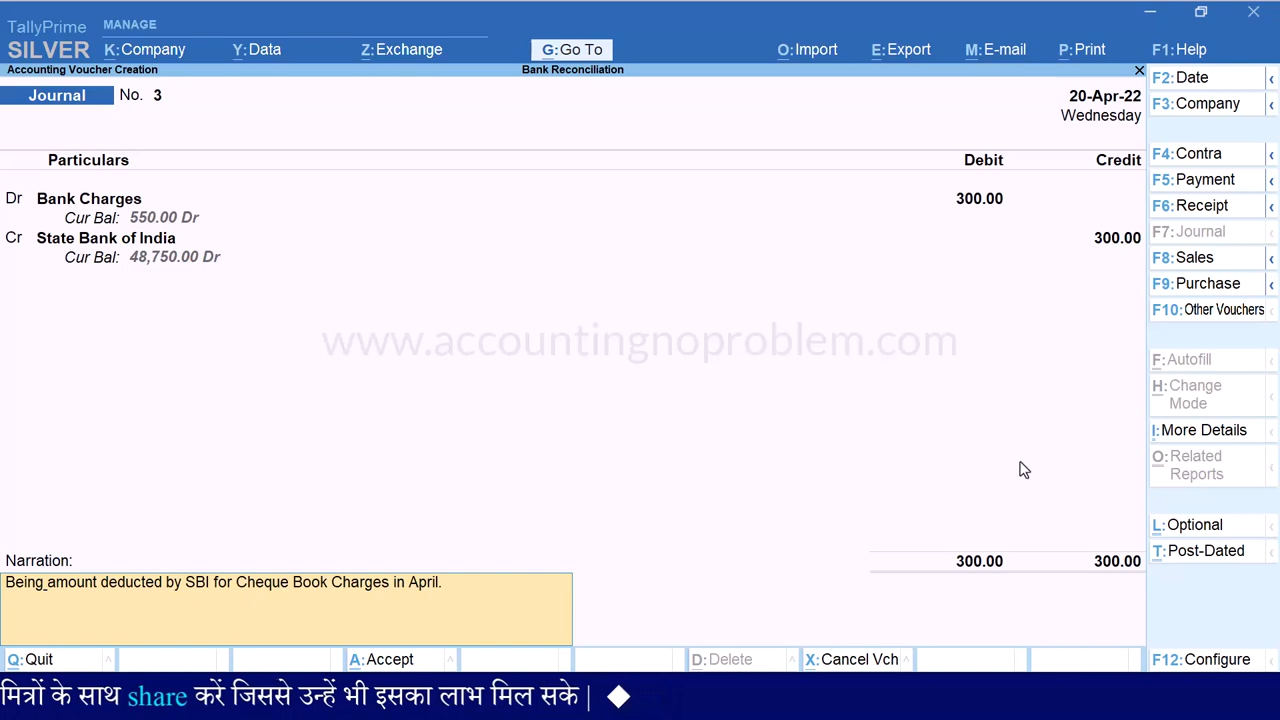 TallyPrime
SILVER
MANAGE
K:Company Y:Data Z:Exchange G:Go To O:Import E:Export M:E-mail P:Print F1:Help
Accounting Voucher Creation Bank Reconciliation
Journal No. 3 20-Apr-22
Wednesday
Particulars Debit Credit
Dr Bank Charges 300.00
Cur Bal: 550.00 Dr
Cr State Bank of India 300.00
Cur Bal: 48,750.00 Dr
www.accountingnoproblem.com
Narration: 300.00 300.00
Being amount deducted by SBI for Cheque Book Charges in April.
F2:Date
F3:Company
F4:Contra
F5:Payment
F6:Receipt
F7:Journal
F8:Sales
F9:Purchase
F10:Other Vouchers
F:Autofill
H:Change
Mode
I:More Details
O:Related
Reports
L:Optional
T:Post-Dated
Q:Quit A:Accept D:Delete X:Cancel Vch F12:Configure
मित्रों के साथ share करें जिससे उन्हें भी इसका लाभ मिल सके |